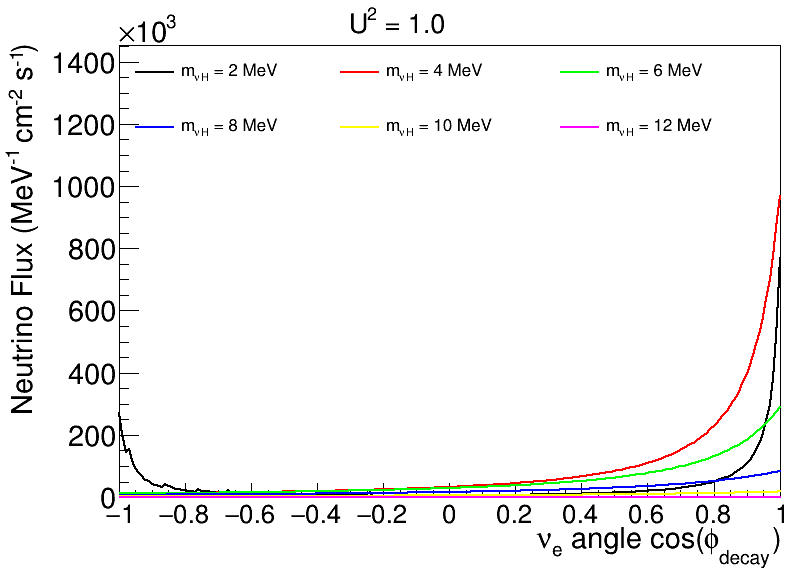 ×10³
U² = 1.0
Neutrino Flux (MeV⁻¹ cm⁻² s⁻¹)
m_νH = 2 MeV m_νH = 4 MeV m_νH = 6 MeV
m_νH = 8 MeV m_νH = 10 MeV m_νH = 12 MeV
1400
1200
1000
800
600
400
200
0
−1 −0.8 −0.6 −0.4 −0.2 0 0.2 0.4 0.6 0.8 1
ν_e angle cos(ϕ_decay)